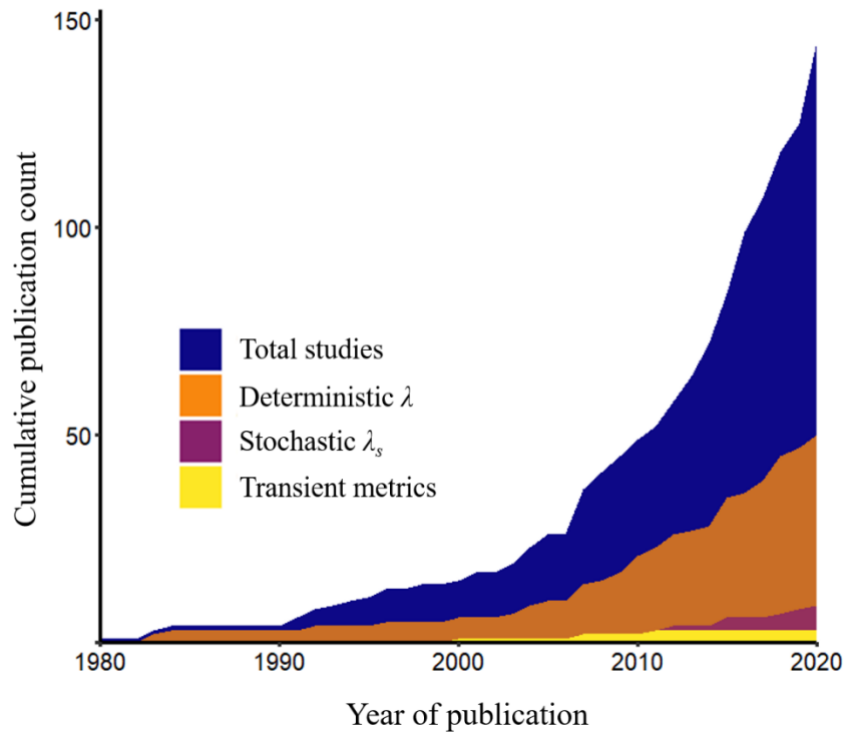 150
100
50
Cumulative publication count
Total studies
Deterministic λ
Stochastic λs
Transient metrics
1980
1990
2000
2010
2020
Year of publication